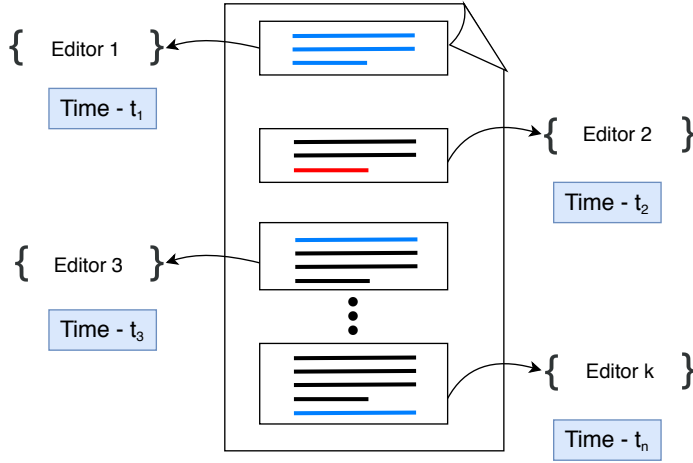 { Editor 1 }
Time - t₁
{ Editor 2 }
Time - t₂
{ Editor 3 }
Time - t₃
{ Editor k }
Time - tₙ